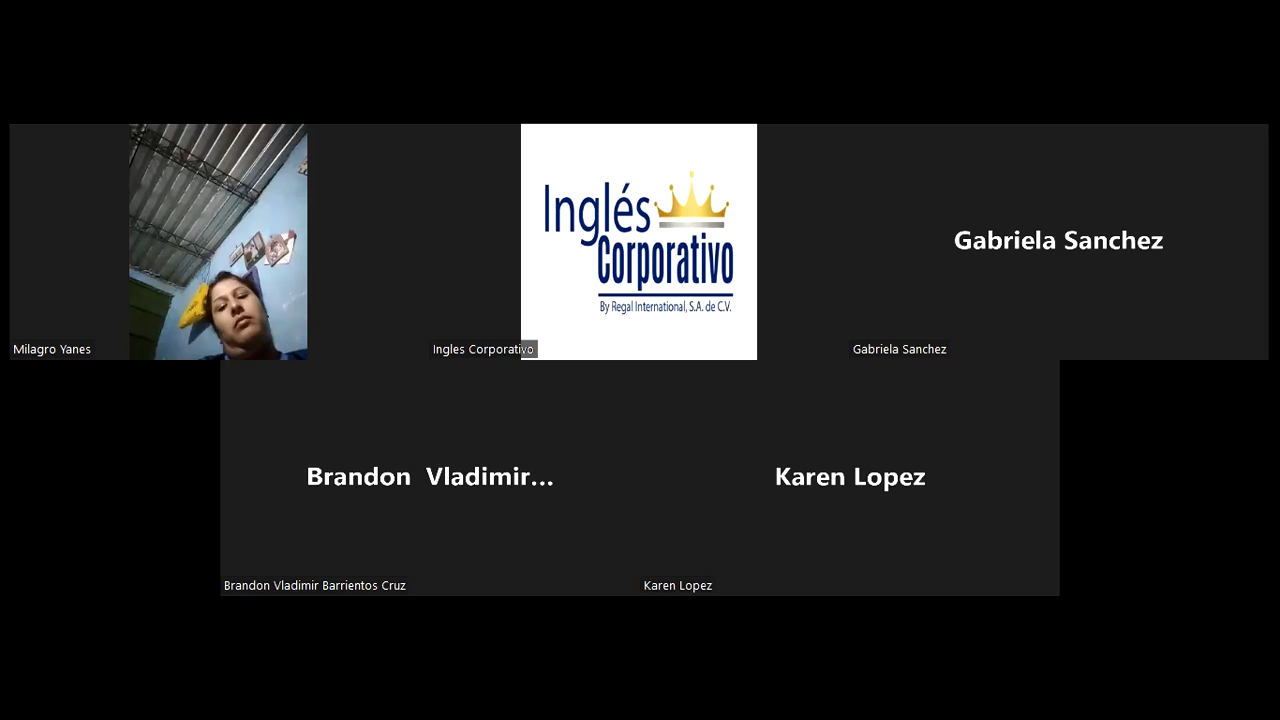 Inglés
Corporativo
By Regal International, S.A. de C.V.
Gabriela Sanchez
Milagro Yanes
Ingles Corporativo
Gabriela Sanchez
Brandon Vladimir...
Karen Lopez
Brandon Vladimir Barrientos Cruz
Karen Lopez